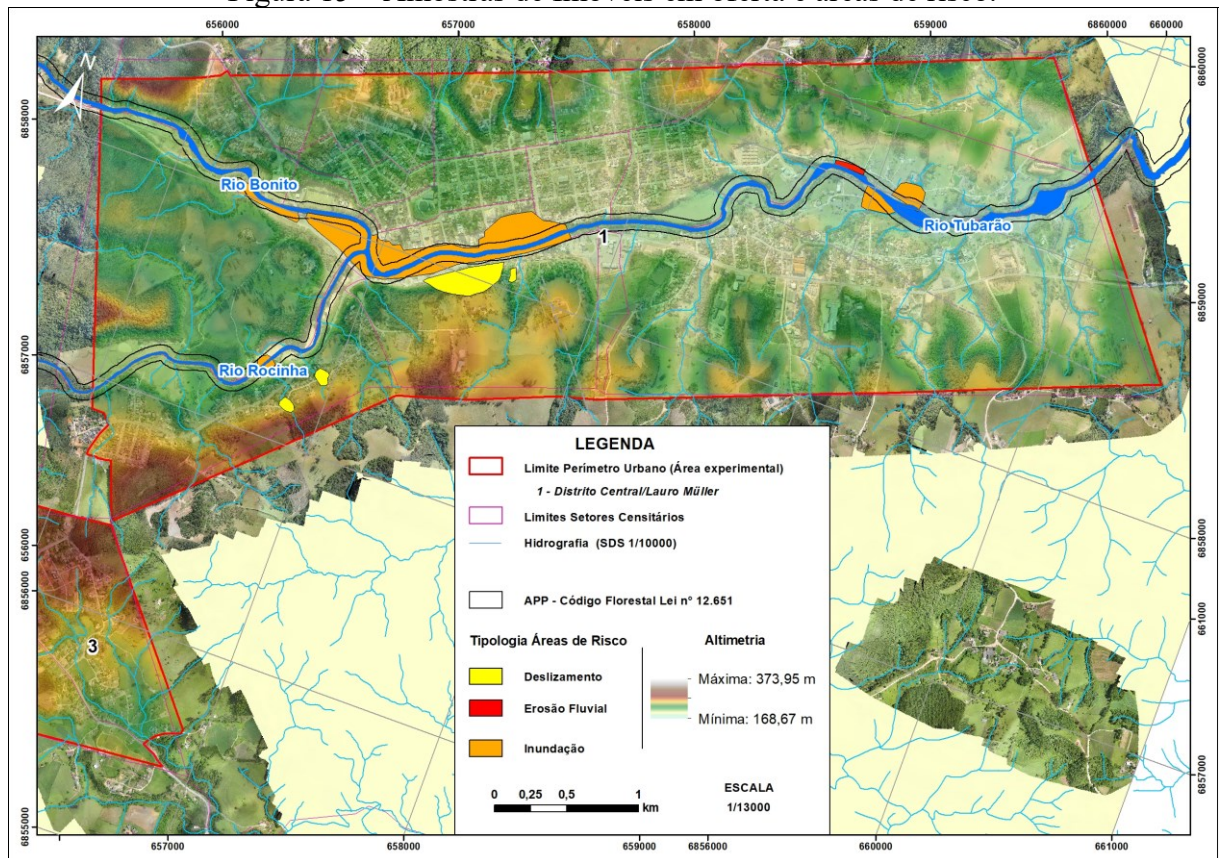 Figura 15 – Amostras de imóveis em oferta e áreas de risco.
656000
657000
658000
659000
6860000
660000
N
6860000
6858000
Rio Bonito
1
Rio Tubarão
6859000
6857000
Rio Rocinha
LEGENDA
Limite Perímetro Urbano (Área experimental)
1 - Distrito Central/Lauro Müller
Limites Setores Censitários
Hidrografia (SDS 1/10000)
APP - Código Florestal Lei n° 12.651
Tipologia Áreas de Risco
Altimetria
Deslizamento
Máxima: 373,95 m
Erosão Fluvial
Mínima: 168,67 m
Inundação
0 0,25 0,5 1
km
ESCALA
1/13000
656000
6856000
3
6858000
661000
6857000
6855000
657000
658000
659000
6856000
660000
661000